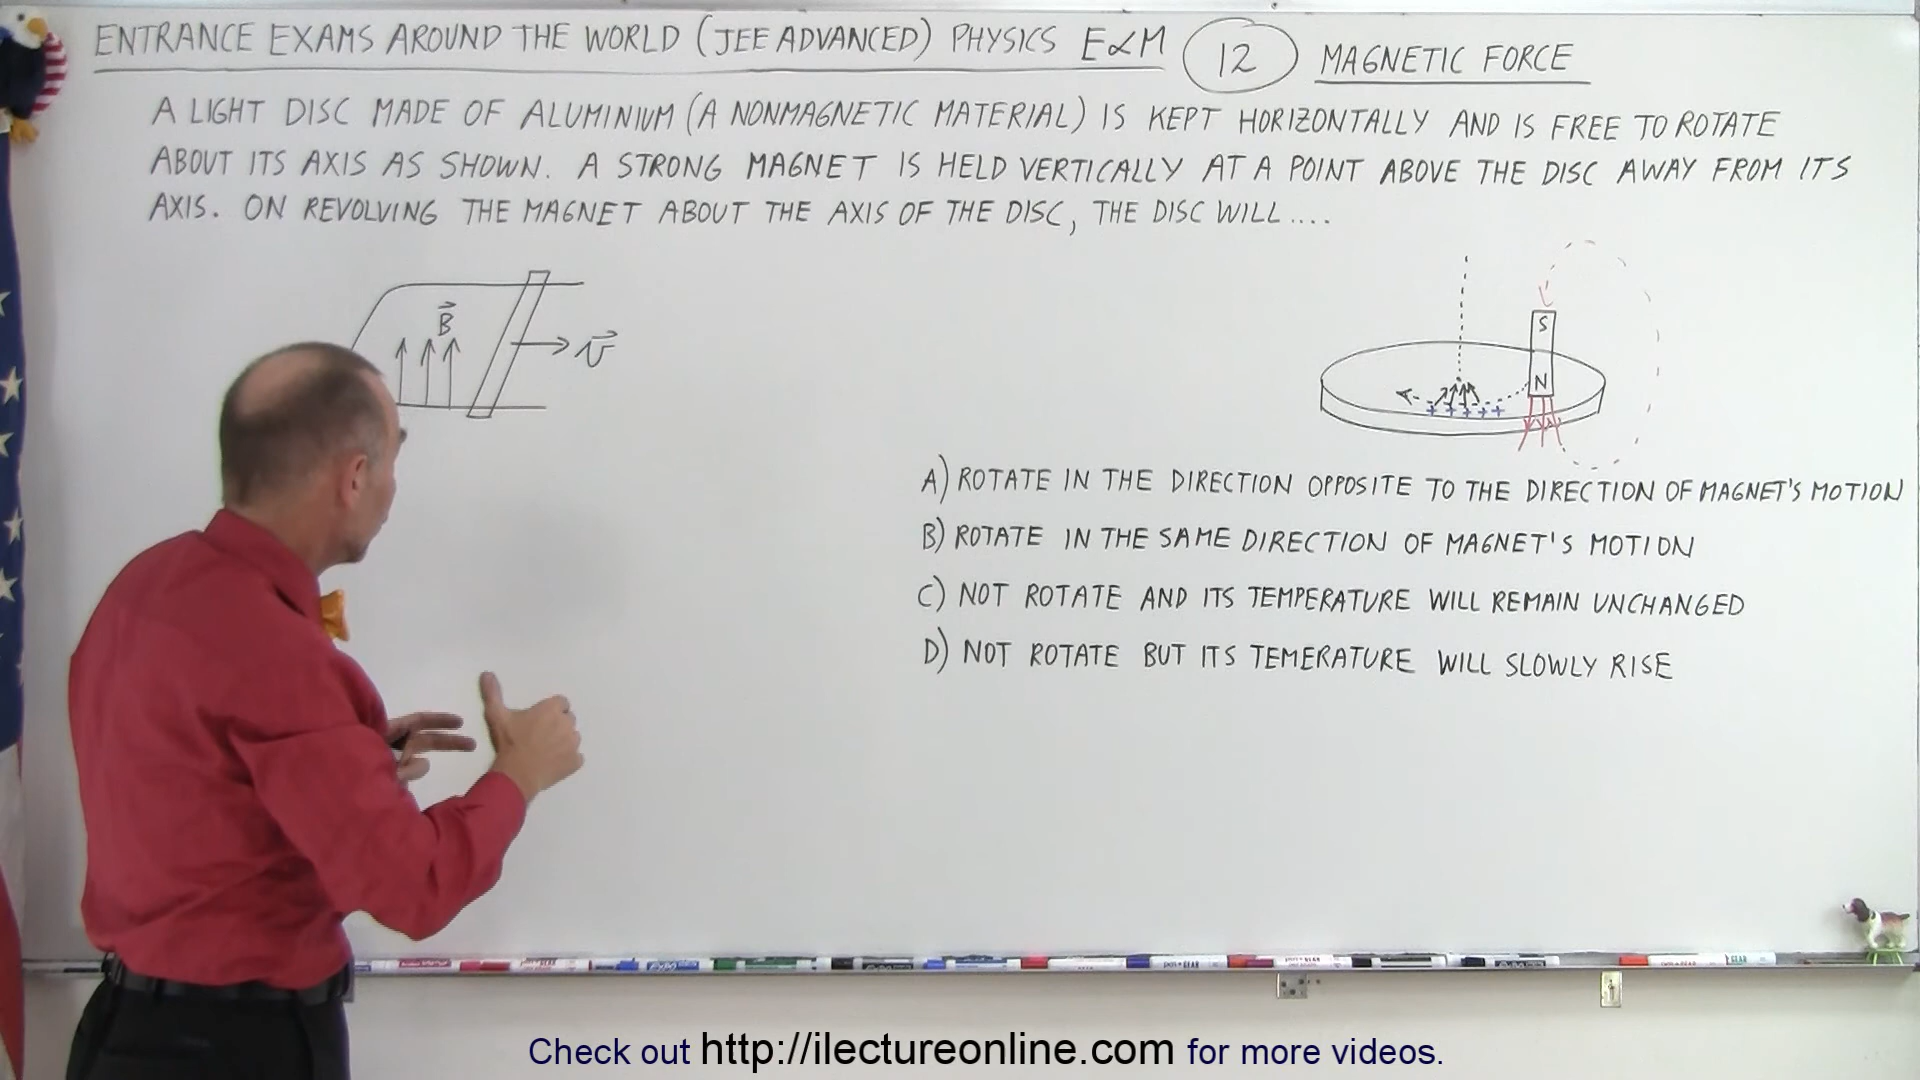 ENTRANCE EXAMS AROUND THE WORLD (JEE ADVANCED) PHYSICS E&M 12 MAGNETIC FORCE
A LIGHT DISC MADE OF ALUMINIUM (A NONMAGNETIC MATERIAL) IS KEPT HORIZONTALLY AND IS FREE TO ROTATE
ABOUT ITS AXIS AS SHOWN. A STRONG MAGNET IS HELD VERTICALLY AT A POINT ABOVE THE DISC AWAY FROM ITS
AXIS. ON REVOLVING THE MAGNET ABOUT THE AXIS OF THE DISC, THE DISC WILL....
B
v
S
N
+ + + + +
A) ROTATE IN THE DIRECTION OPPOSITE TO THE DIRECTION OF MAGNET'S MOTION
B) ROTATE IN THE SAME DIRECTION OF MAGNET'S MOTION
C) NOT ROTATE AND ITS TEMPERATURE WILL REMAIN UNCHANGED
D) NOT ROTATE BUT ITS TEMERATURE WILL SLOWLY RISE
Check out http://ilectureonline.com for more videos.